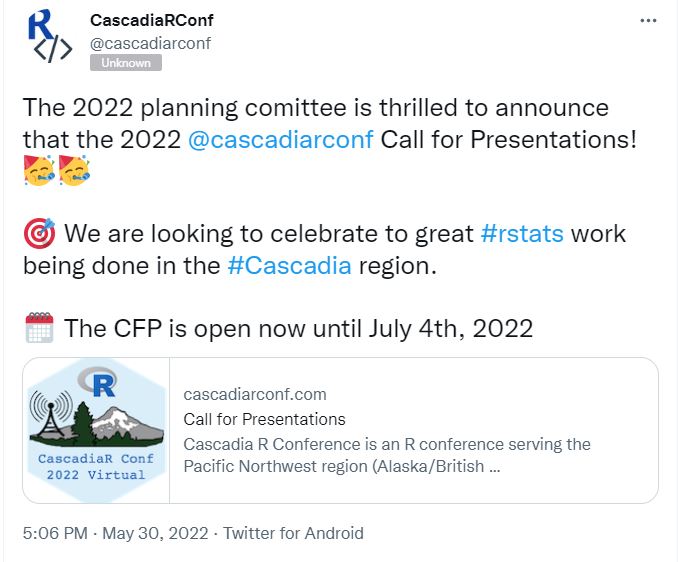 CascadiaRConf
@cascadiarconf
Unknown
The 2022 planning comittee is thrilled to announce
that the 2022 @cascadiarconf Call for Presentations!
🥳🥳
🎯 We are looking to celebrate to great #rstats work
being done in the #Cascadia region.
🗓️ The CFP is open now until July 4th, 2022
R
CascadiaR Conf
2022 Virtual
cascadiarconf.com
Call for Presentations
Cascadia R Conference is an R conference serving the
Pacific Northwest region (Alaska/British ...
5:06 PM · May 30, 2022 · Twitter for Android